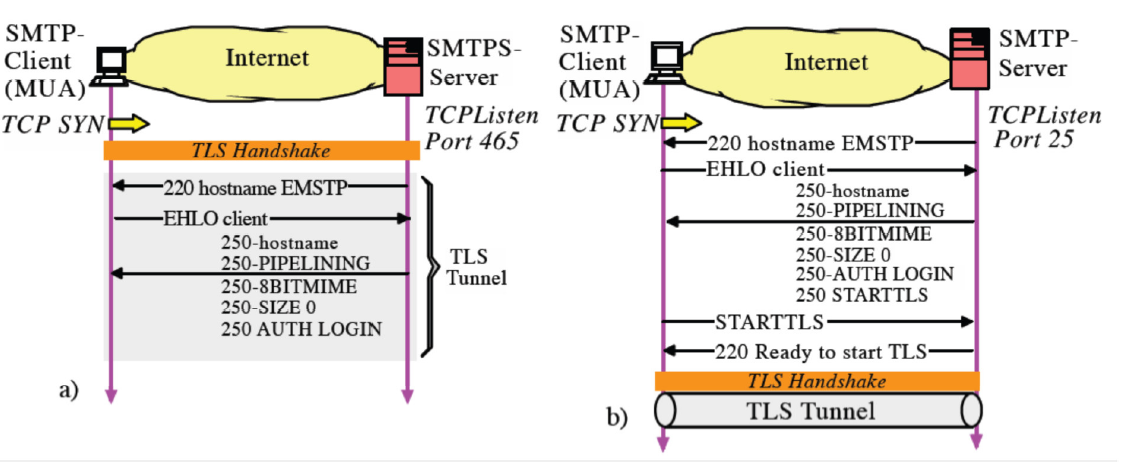 SMTP-
Client
(MUA)
Internet
SMTPS-
Server
TCP SYN
TCPListen
Port 465
TLS Handshake
220 hostname EMSTP
EHLO client
250-hostname
250-PIPELINING
250-8BITMIME
250-SIZE 0
250 AUTH LOGIN
TLS
Tunnel
a)
SMTP-
Client
(MUA)
Internet
SMTP-
Server
TCP SYN
TCPListen
Port 25
220 hostname EMSTP
EHLO client
250-hostname
250-PIPELINING
250-8BITMIME
250-SIZE 0
250-AUTH LOGIN
250 STARTTLS
STARTTLS
220 Ready to start TLS
TLS Handshake
TLS Tunnel
b)